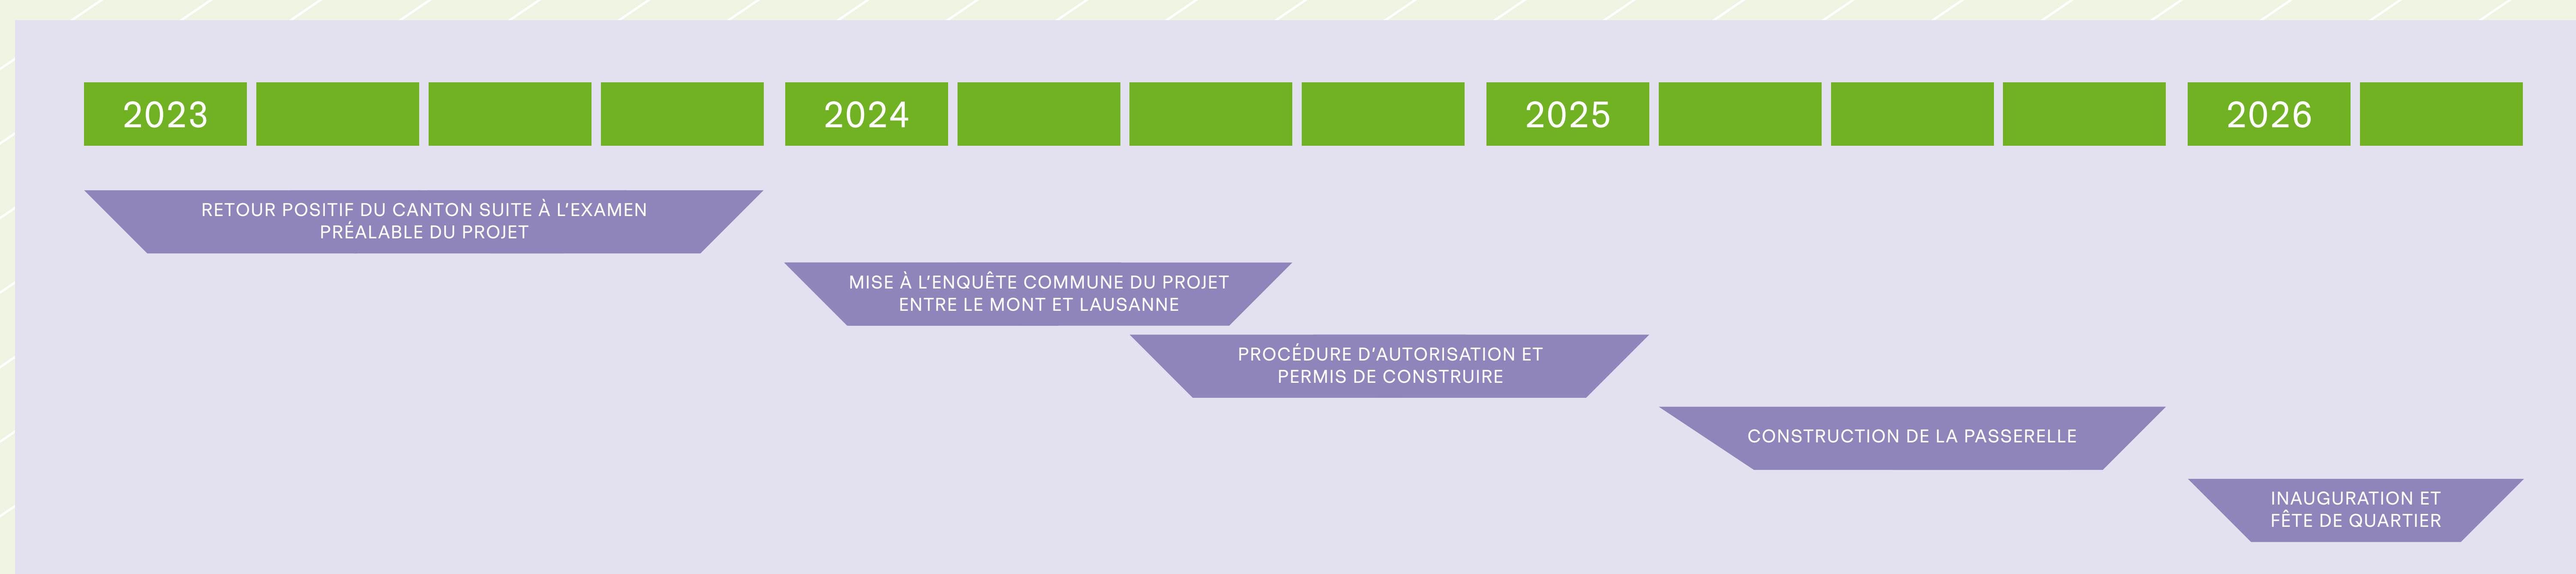 2023
2024
2025
2026
RETOUR POSITIF DU CANTON SUITE À L’EXAMEN
PRÉALABLE DU PROJET
MISE À L’ENQUÊTE COMMUNE DU PROJET
ENTRE LE MONT ET LAUSANNE
PROCÉDURE D’AUTORISATION ET
PERMIS DE CONSTRUIRE
CONSTRUCTION DE LA PASSERELLE
INAUGURATION ET
FÊTE DE QUARTIER